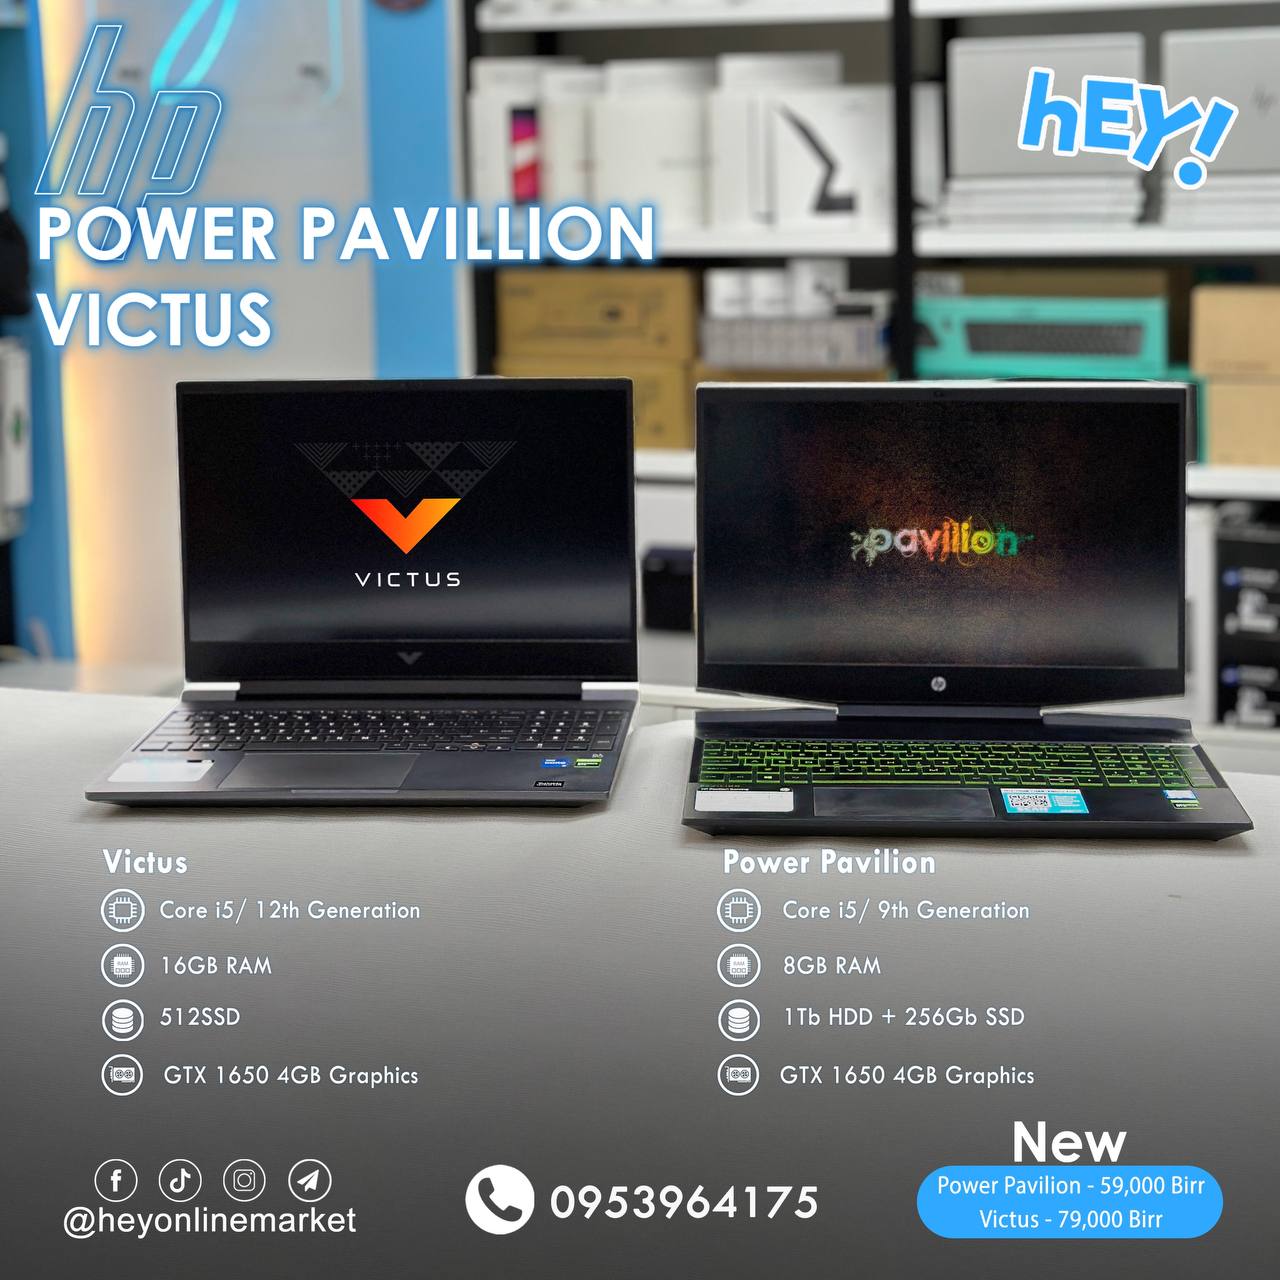 hp
hEY!
POWER PAVILLION
VICTUS
VICTUS
pavilion
hp
Victus
Core i5/ 12th Generation
16GB RAM
512SSD
GTX 1650 4GB Graphics
Power Pavilion
Core i5/ 9th Generation
8GB RAM
1Tb HDD + 256Gb SSD
GTX 1650 4GB Graphics
@heyonlinemarket
0953964175
New
Power Pavilion - 59,000 Birr
Victus - 79,000 Birr